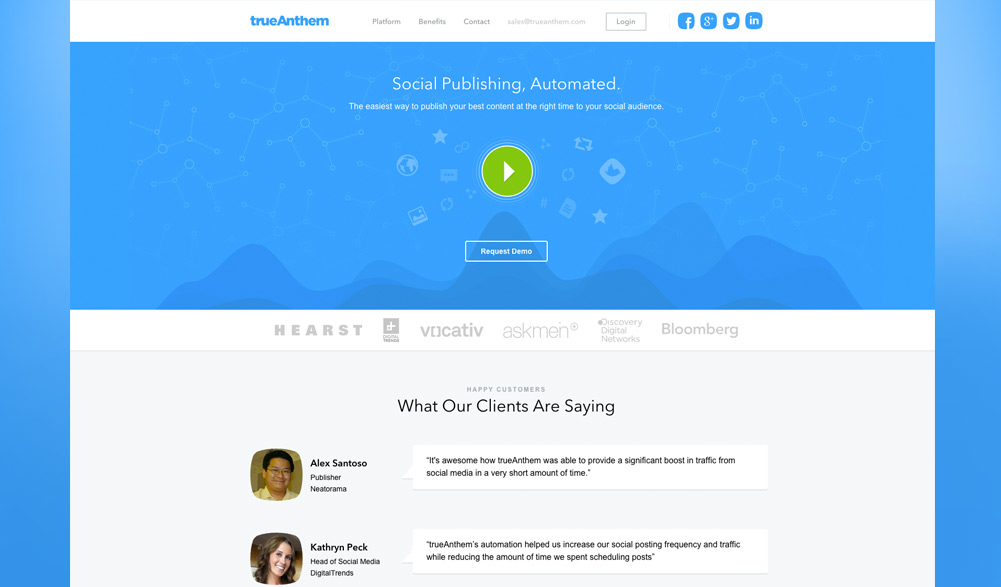 trueAnthem
Platform
Benefits
Contact
sales@trueanthem.com
Login
Social Publishing, Automated.
The easiest way to publish your best content at the right time to your social audience.
Request Demo
HEARST
dt
DIGITAL
TRENDS
vocativ
askmen
Discovery
Digital
Networks
Bloomberg
HAPPY CUSTOMERS
What Our Clients Are Saying
Alex Santoso
Publisher
Neatorama
“It's awesome how trueAnthem was able to provide a significant boost in traffic from
social media in a very short amount of time.”
Kathryn Peck
Head of Social Media
DigitalTrends
“trueAnthem's automation helped us increase our social posting frequency and traffic
while reducing the amount of time we spent scheduling posts”